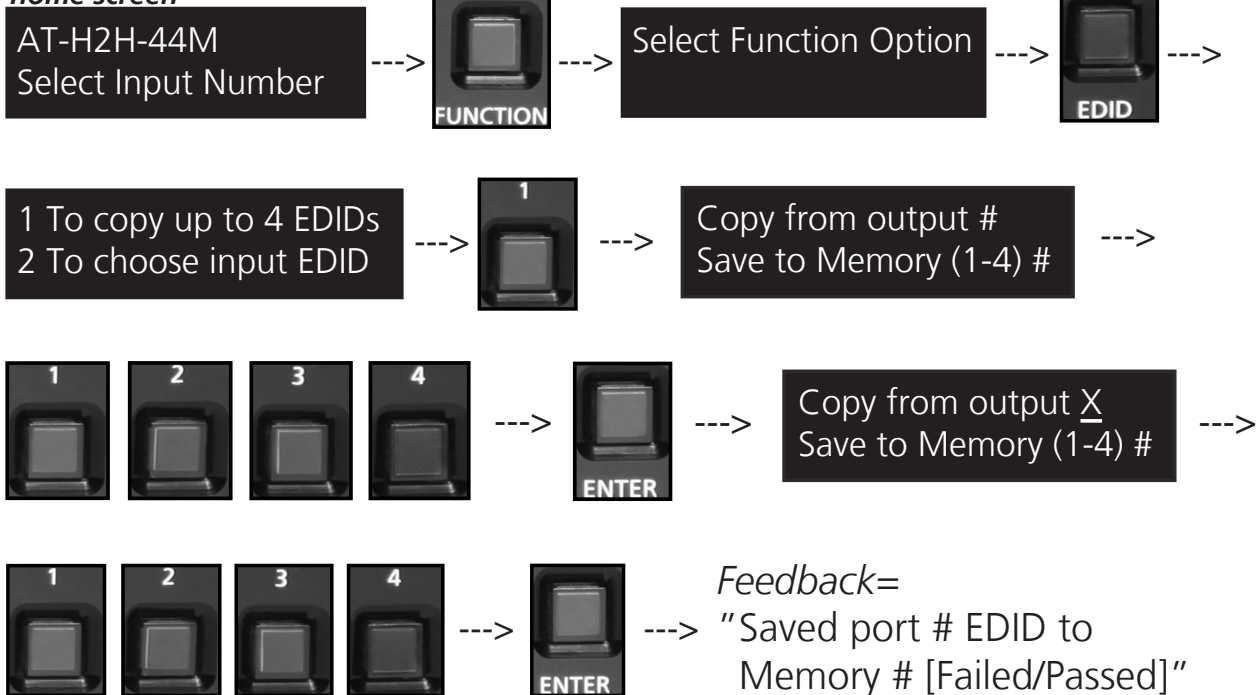 home screen
AT-H2H-44M
Select Input Number
--->
FUNCTION
--->
Select Function Option
--->
EDID
--->
1 To copy up to 4 EDIDs
2 To choose input EDID
--->
1
--->
Copy from output #
Save to Memory (1-4) #
--->
1 2 3 4
--->
ENTER
--->
Copy from output X
Save to Memory (1-4) #
--->
1 2 3 4
--->
ENTER
--->
Feedback=
"Saved port # EDID to
Memory # [Failed/Passed]"